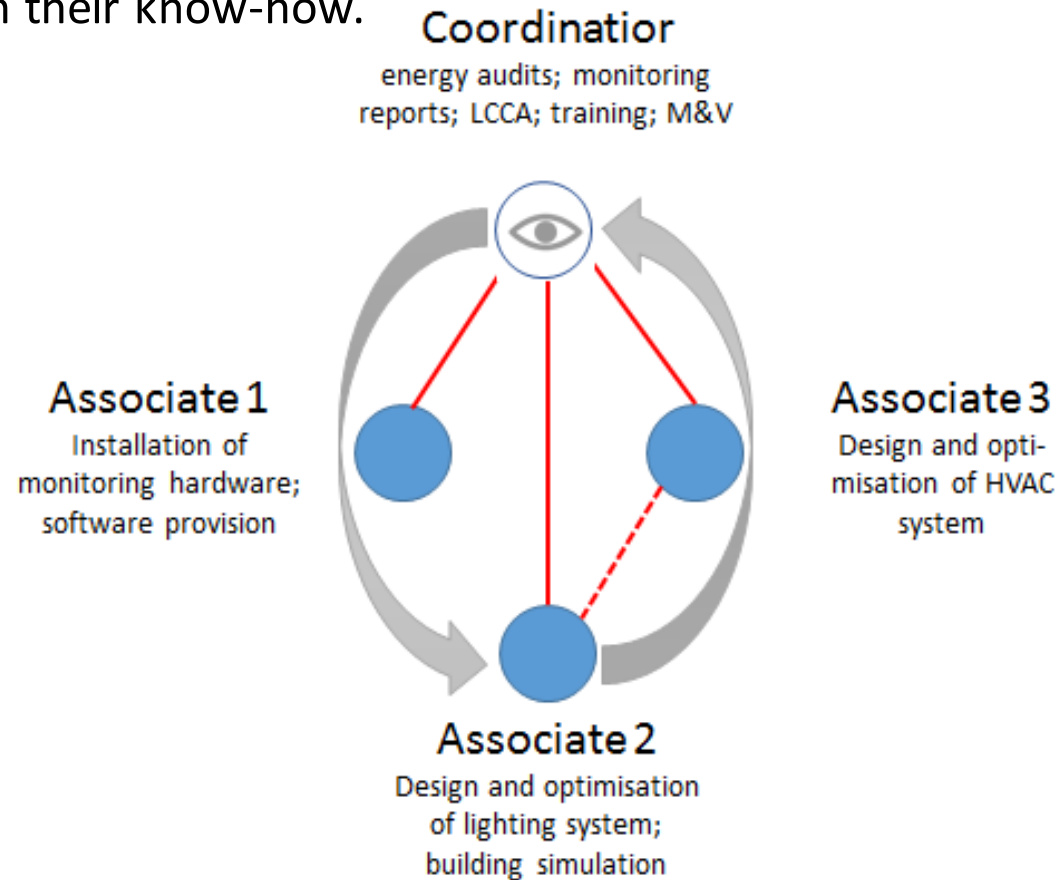 n their know-how.
Coordinatior
energy audits; monitoring
reports; LCCA; training; M&V
Associate 1
Installation of
monitoring hardware;
software provision
Associate 3
Design and opti-
misation of HVAC
system
Associate 2
Design and optimisation
of lighting system;
building simulation